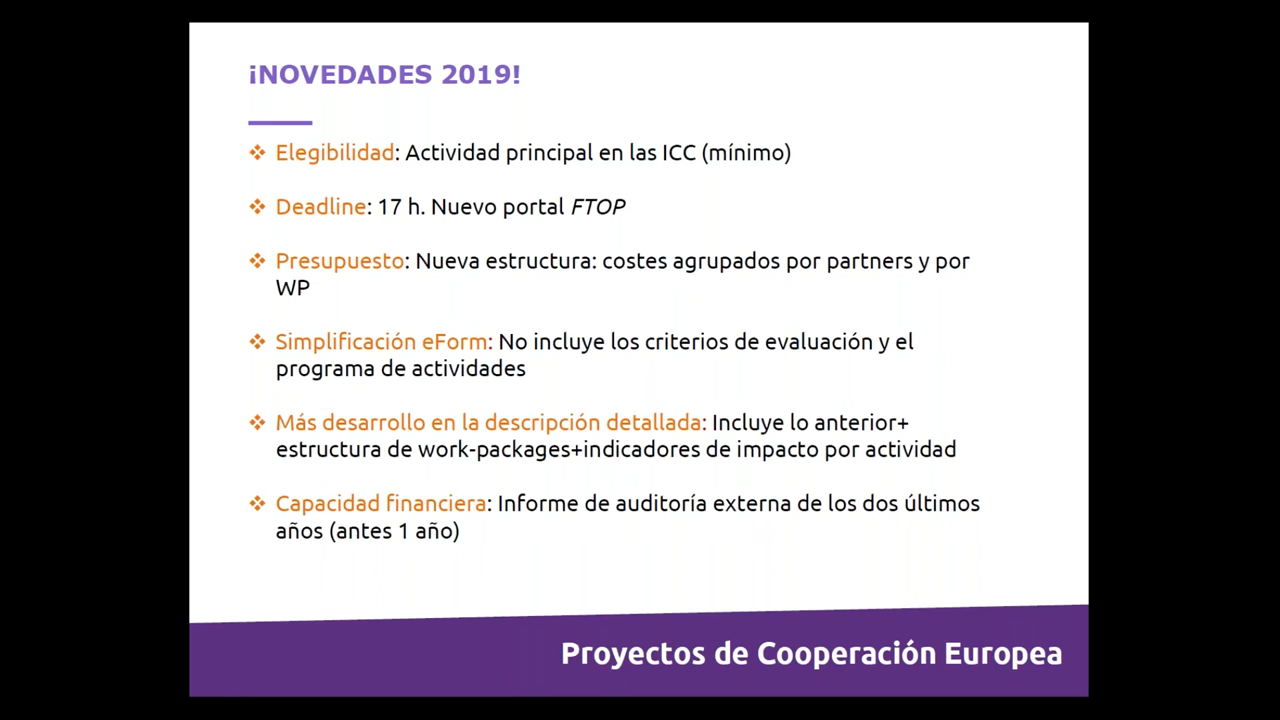 ¡NOVEDADES 2019!
❖ Elegibilidad: Actividad principal en las ICC (mínimo)
❖ Deadline: 17 h. Nuevo portal FTOP
❖ Presupuesto: Nueva estructura: costes agrupados por partners y por
WP
❖ Simplificación eForm: No incluye los criterios de evaluación y el
programa de actividades
❖ Más desarrollo en la descripción detallada: Incluye lo anterior+
estructura de work-packages+indicadores de impacto por actividad
❖ Capacidad financiera: Informe de auditoría externa de los dos últimos
años (antes 1 año)
Proyectos de Cooperación Europea